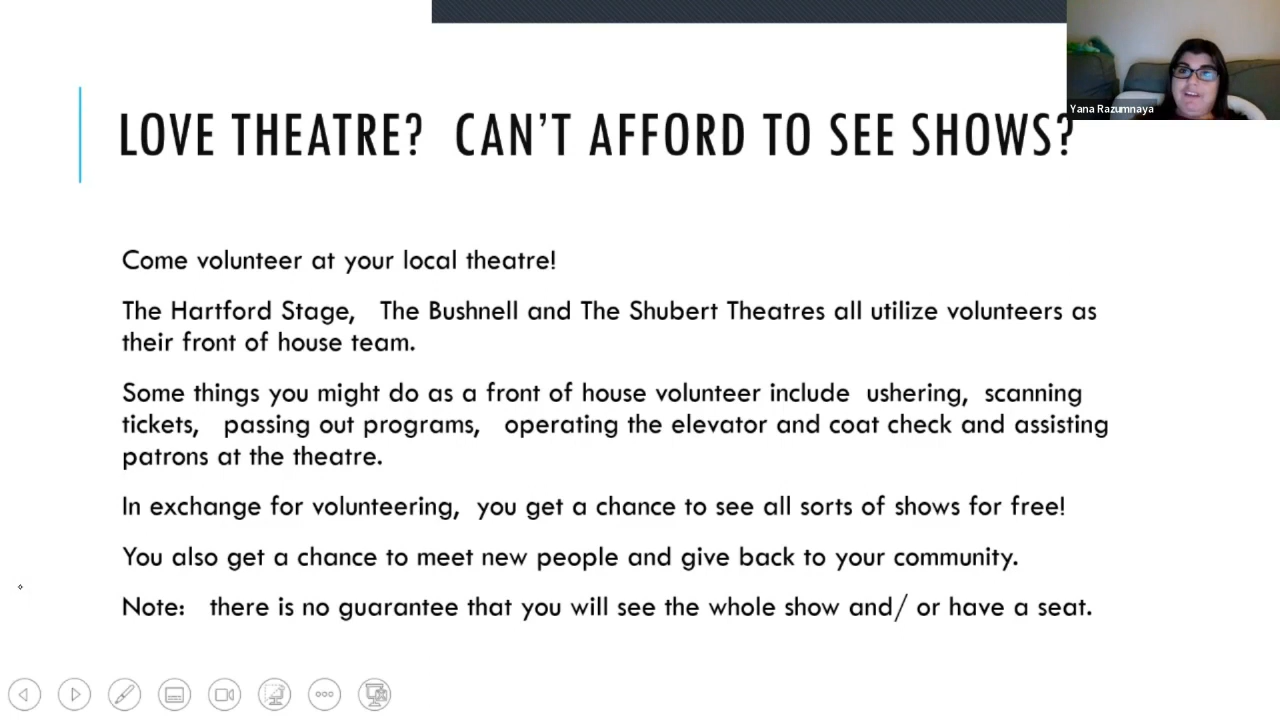 Yana Razumnaya
LOVE THEATRE? CAN'T AFFORD TO SEE SHOWS?
Come volunteer at your local theatre!
The Hartford Stage, The Bushnell and The Shubert Theatres all utilize volunteers as
their front of house team.
Some things you might do as a front of house volunteer include ushering, scanning
tickets, passing out programs, operating the elevator and coat check and assisting
patrons at the theatre.
In exchange for volunteering, you get a chance to see all sorts of shows for free!
You also get a chance to meet new people and give back to your community.
Note: there is no guarantee that you will see the whole show and/ or have a seat.